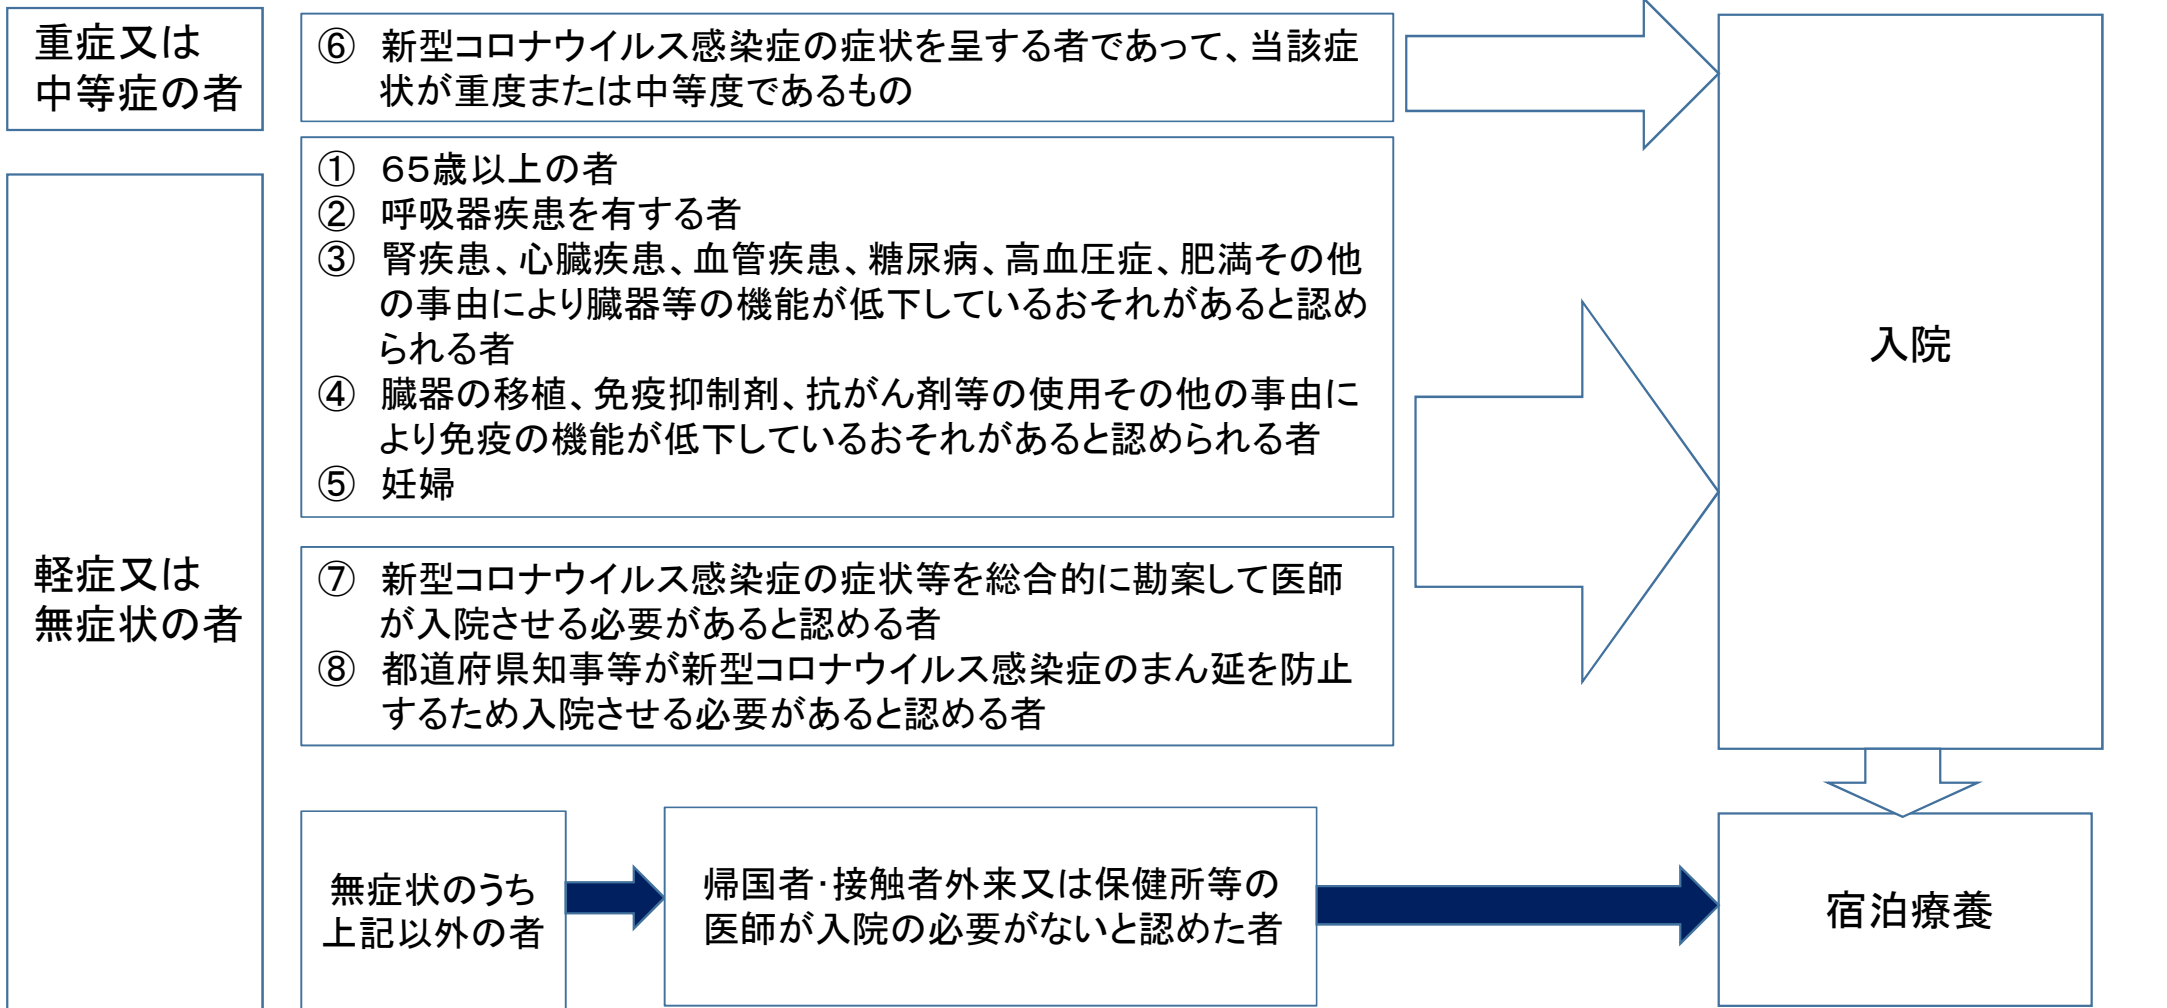 重症又は
中等症の者
⑥ 新型コロナウイルス感染症の症状を呈する者であって、当該症
状が重度または中等度であるもの
① ６５歳以上の者
② 呼吸器疾患を有する者
③ 腎疾患、心臓疾患、血管疾患、糖尿病、高血圧症、肥満その他
の事由により臓器等の機能が低下しているおそれがあると認め
られる者
④ 臓器の移植、免疫抑制剤、抗がん剤等の使用その他の事由に
より免疫の機能が低下しているおそれがあると認められる者
⑤ 妊婦
入院
軽症又は
無症状の者
⑦ 新型コロナウイルス感染症の症状等を総合的に勘案して医師
が入院させる必要があると認める者
⑧ 都道府県知事等が新型コロナウイルス感染症のまん延を防止
するため入院させる必要があると認める者
無症状のうち
上記以外の者
帰国者・接触者外来又は保健所等の
医師が入院の必要がないと認めた者
宿泊療養